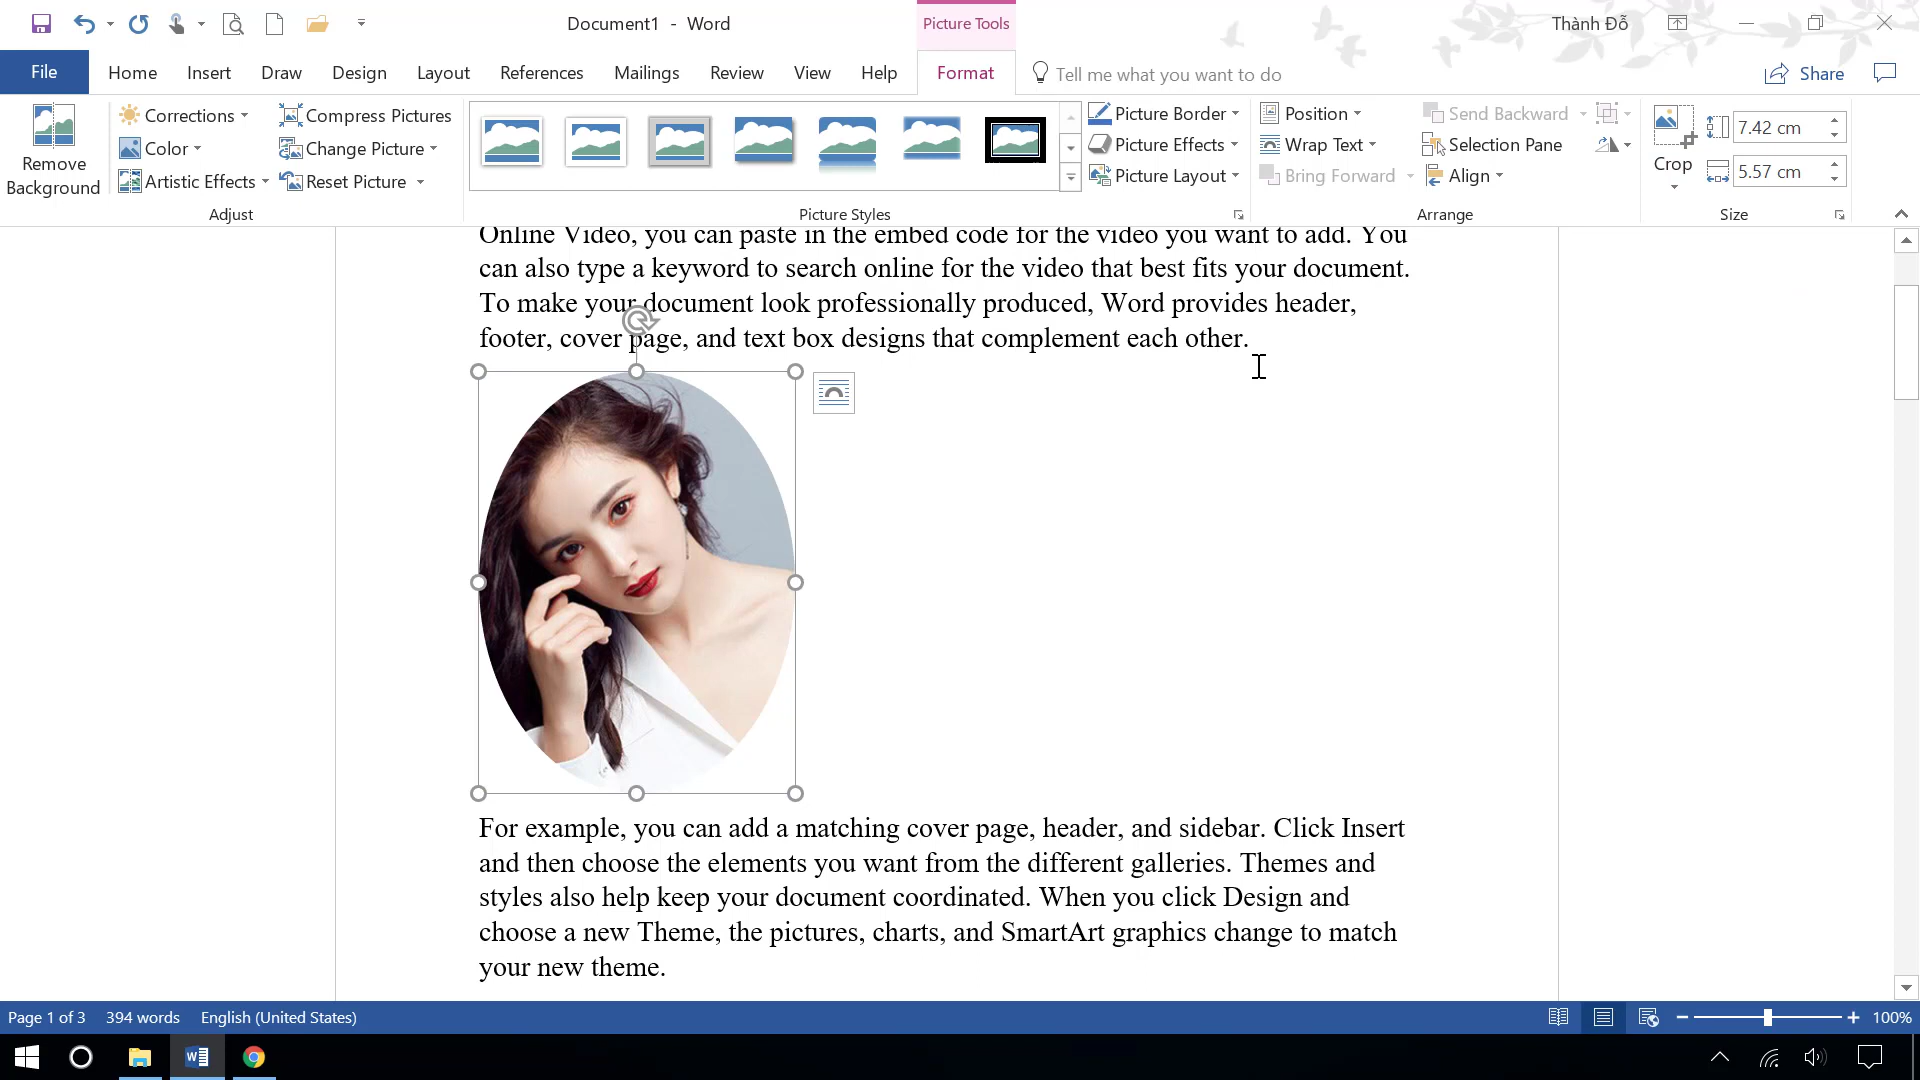 Document1 - Word
Picture Tools
Thành Đỗ
File
Home
Insert
Draw
Design
Layout
References
Mailings
Review
View
Help
Format
Tell me what you want to do
Share
Remove
Background
Corrections
Color
Artistic Effects
Compress Pictures
Change Picture
Reset Picture
Adjust
Picture Styles
Picture Border
Picture Effects
Picture Layout
Position
Wrap Text
Bring Forward
Send Backward
Selection Pane
Align
Arrange
Crop
7.42 cm
5.57 cm
Size
Online Video, you can paste in the embed code for the video you want to add. You
can also type a keyword to search online for the video that best fits your document.
To make your document look professionally produced, Word provides header,
footer, cover page, and text box designs that complement each other.
For example, you can add a matching cover page, header, and sidebar. Click Insert
and then choose the elements you want from the different galleries. Themes and
styles also help keep your document coordinated. When you click Design and
choose a new Theme, the pictures, charts, and SmartArt graphics change to match
your new theme.
Page 1 of 3
394 words
English (United States)
100%